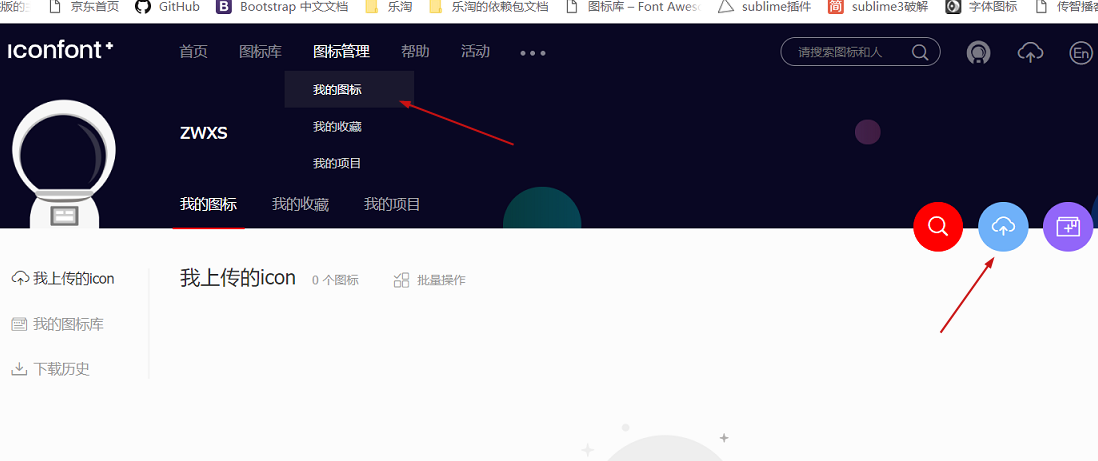 京东首页 GitHub B Bootstrap 中文文档 乐淘 乐淘的依赖包文档 图标库 – Font Aweso sublime插件 简 sublime3破解 字体图标 传智播客
iconfont+ 首页 图标库 图标管理 帮助 活动 ••• 请搜索图标和人 En
我的图标
我的收藏
ZWXS
我的项目
我的图标 我的收藏 我的项目
我上传的icon
我的图标库
下载历史
我上传的icon 0 个图标 批量操作